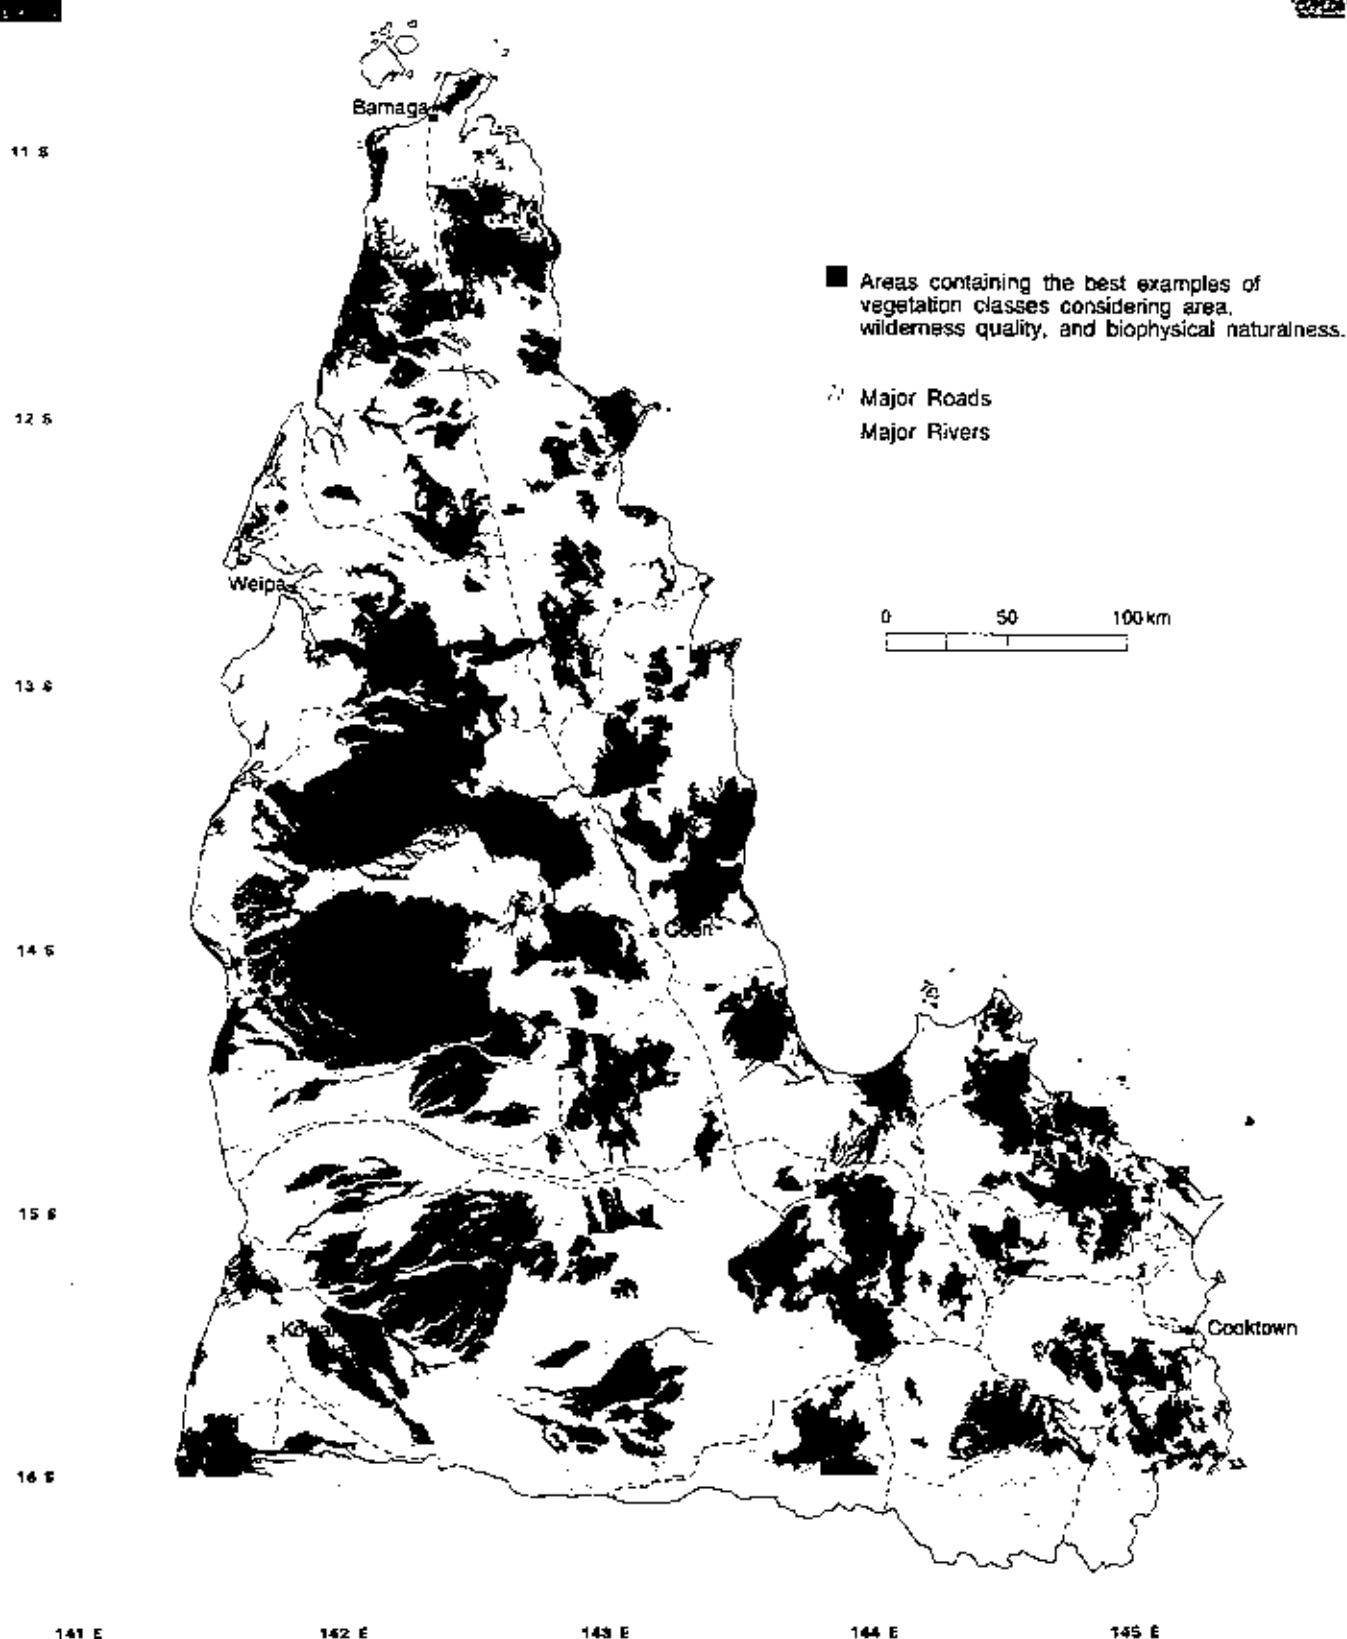 Bamaga
11 S
Areas containing the best examples of
vegetation classes considering area,
wilderness quality, and biophysical naturalness.
Major Roads
12 S
Major Rivers
Weipa
0 50 100 km
13 S
Coen
14 S
15 S
Cooktown
16 S
141 E 142 E 143 E 144 E 145 E